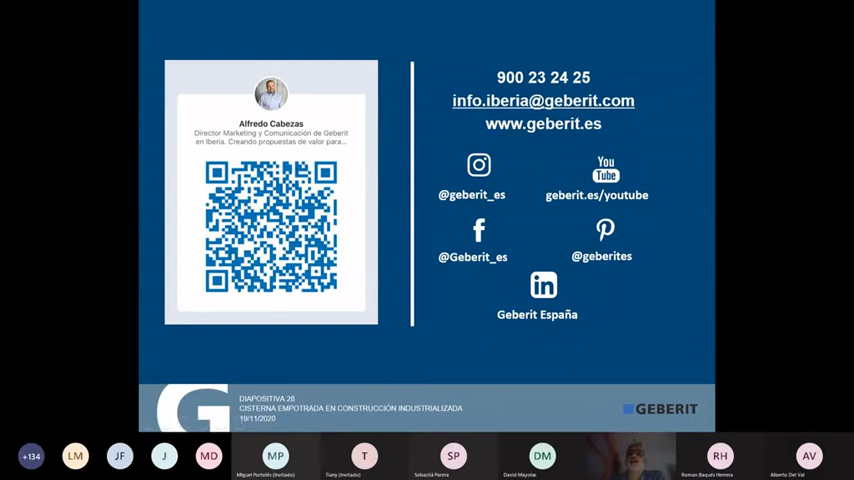 Alfredo Cabezas
Director Marketing y Comunicación de Geberit
en Iberia. Creando propuestas de valor para...
900 23 24 25
info.iberia@geberit.com
www.geberit.es
You
Tube
@geberit_es
geberit.es/youtube
@Geberit_es
@geberites
in
Geberit España
G
DIAPOSITIVA 28
CISTERNA EMPOTRADA EN CONSTRUCCIÓN INDUSTRIALIZADA
19/11/2020
GEBERIT
+134
LM
JF
J
MD
MP
T
SP
DM
RH
AV
Miguel Portolés (Invitado)
Tiany (Invitado)
Sebastià Parera
David Mayolas
Roman Baqués Herrera
Alberto Del Val